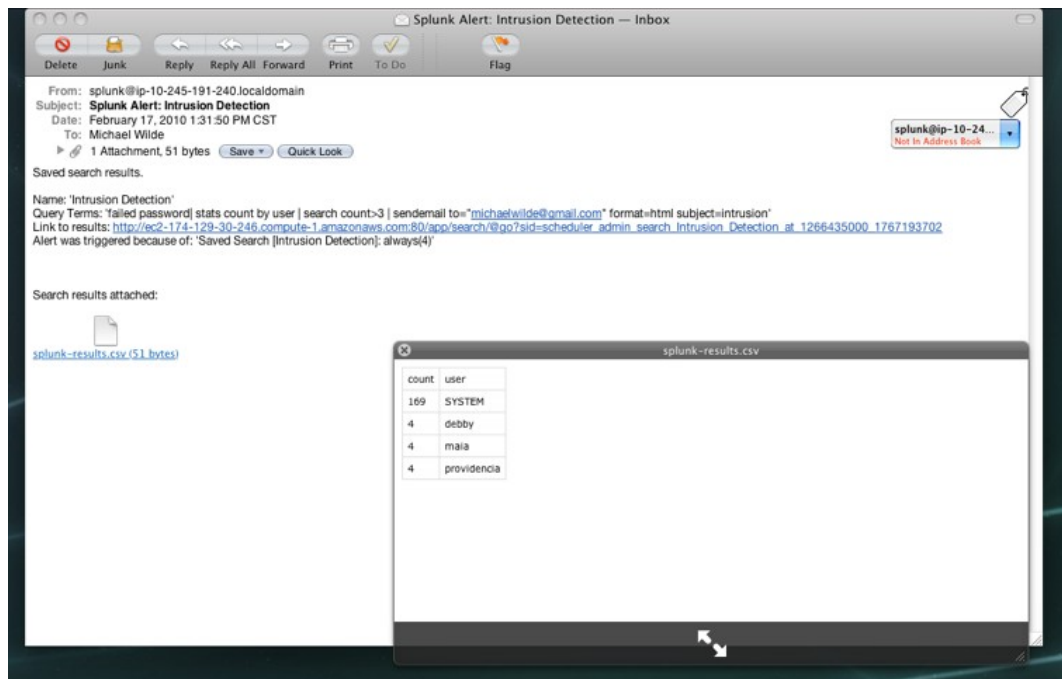 Splunk Alert: Intrusion Detection — Inbox
Delete Junk Reply Reply All Forward Print To Do Flag
From: splunk@ip-10-245-191-240.localdomain
Subject: Splunk Alert: Intrusion Detection
Date: February 17, 2010 1:31:50 PM CST
To: Michael Wilde
1 Attachment, 51 bytes Save Quick Look
splunk@ip-10-24...
Not In Address Book
Saved search results.
Name: 'Intrusion Detection'
Query Terms: 'failed password| stats count by user | search count>3 | sendemail to="michaelwilde@gmail.com" format=html subject=intrusion'
Link to results: http://ec2-174-129-30-246.compute-1.amazonaws.com:80/app/search/@go?sid=scheduler_admin_search_Intrusion_Detection_at_1266435000_1767193702
Alert was triggered because of: 'Saved Search [Intrusion Detection]: always(4)'
Search results attached:
splunk-results.csv (51 bytes)
splunk-results.csv
count user
169 SYSTEM
4 debby
4 maia
4 providencia